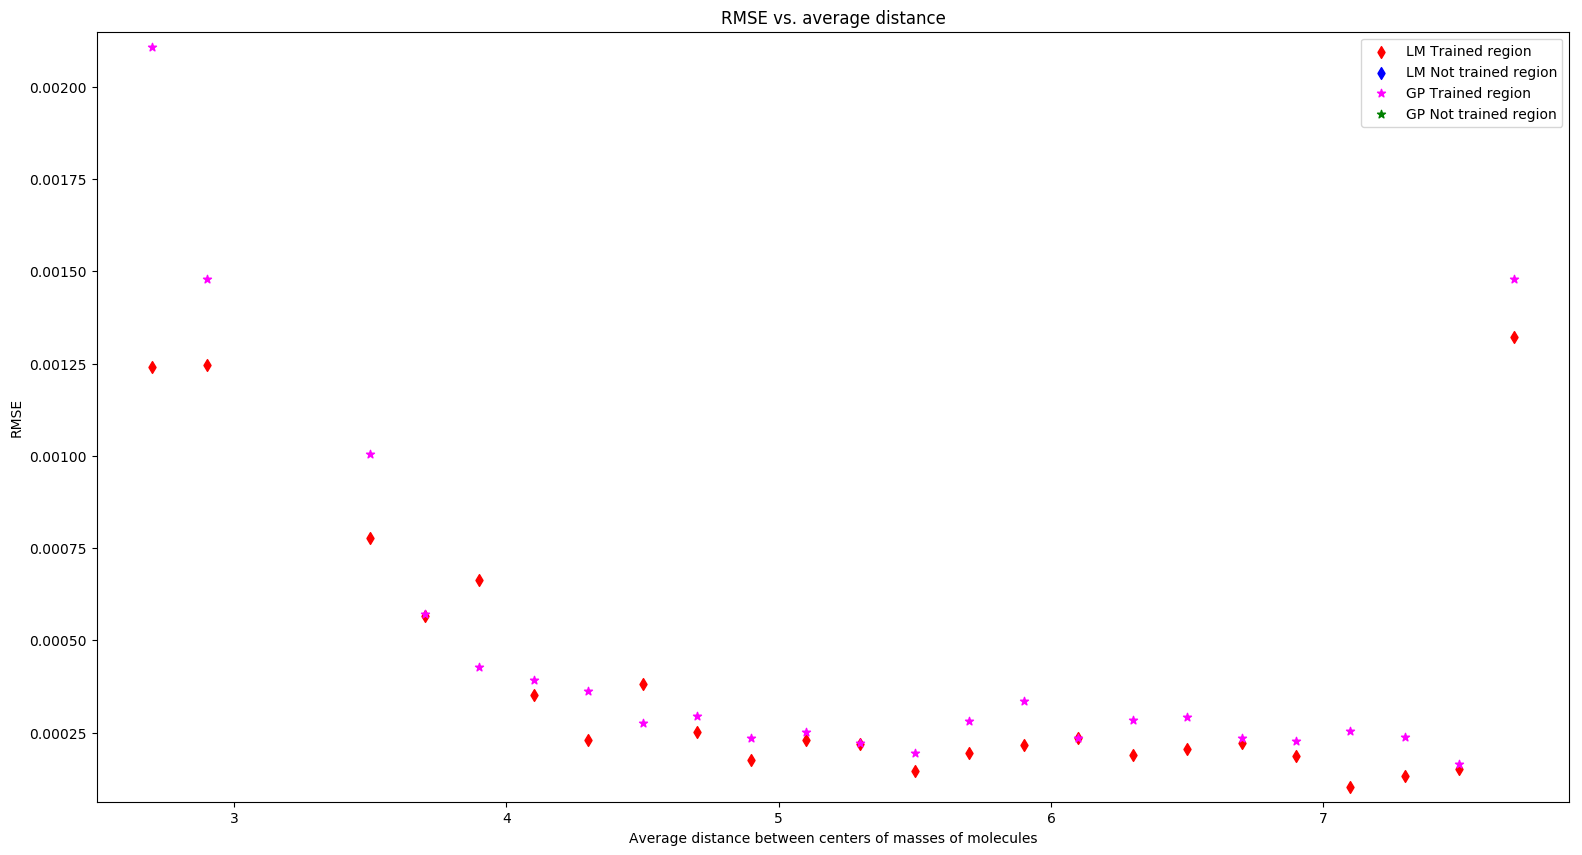 RMSE vs. average distance
LM Trained region
LM Not trained region
GP Trained region
GP Not trained region
0.00200
0.00175
0.00150
0.00125
0.00100
0.00075
0.00050
0.00025
RMSE
3 4 5 6 7
Average distance between centers of masses of molecules